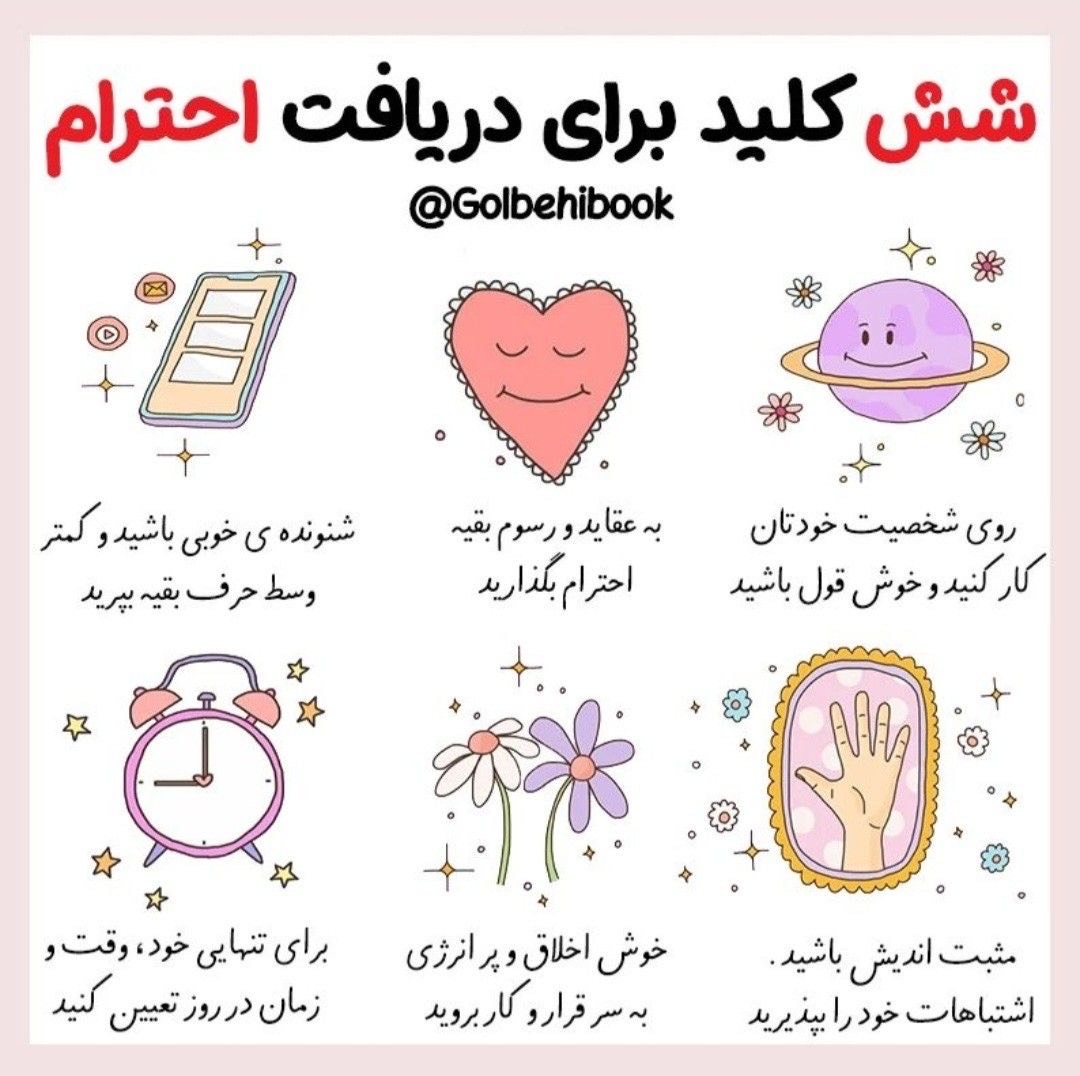 شش کلید برای دریافت احترام
@Golbehibook
روی شخصیت خودتان
کار کنید و خوش قول باشید
به عقاید و رسوم بقیه
احترام بگذارید
شنونده ی خوبی باشید و کمتر
وسط حرف بقیه بپرید
مثبت اندیش باشید .
اشتباهات خود را بپذیرید
خوش اخلاق و پر انرژی
به سر قرار و کار بروید
برای تنهایی خود، وقت و
زمان در روز تعیین کنید